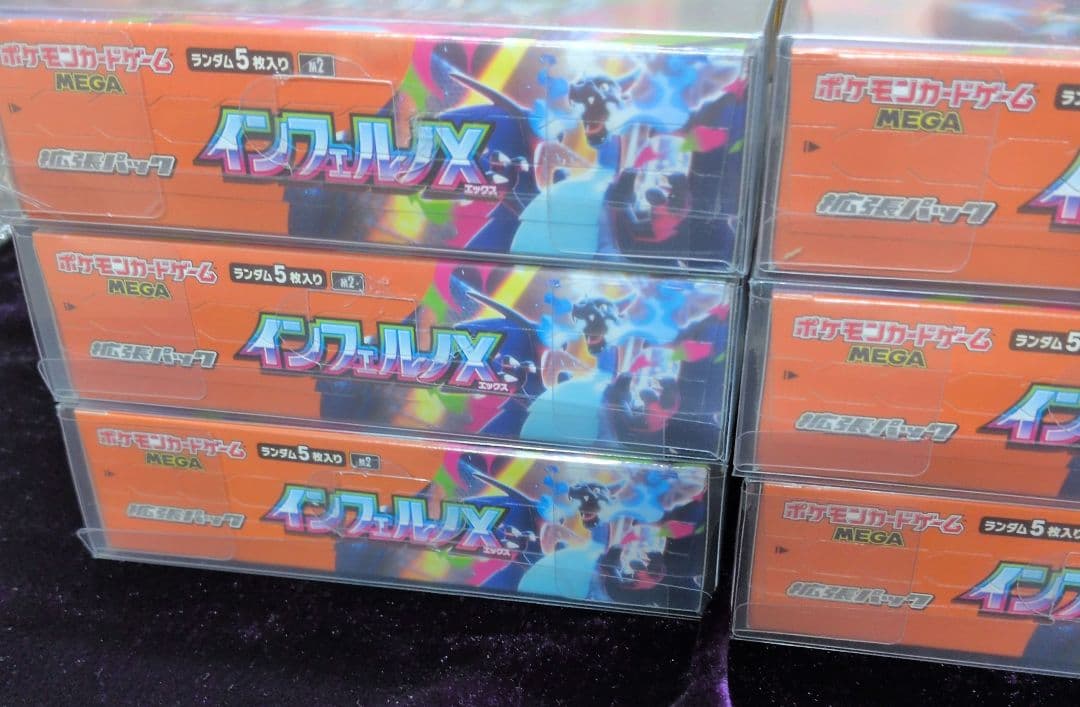 ポケモンカードゲーム
MEGA
ランダム5枚入り M2
拡張パック
インフェルノX
エックス
ポケモンカードゲーム
MEGA
ランダム5枚入り M2
拡張パック
インフェルノX
エックス
ポケモンカードゲーム
MEGA
ランダム5枚入り M2
拡張パック
インフェルノX
エックス
ポケモンカードゲーム
MEGA
ラン
拡張パック
イ
ポケモンカードゲーム
MEGA
ランダム5
拡張パック
イン
ポケモンカードゲーム
MEGA
ランダム5枚入り
拡張パック
インフ